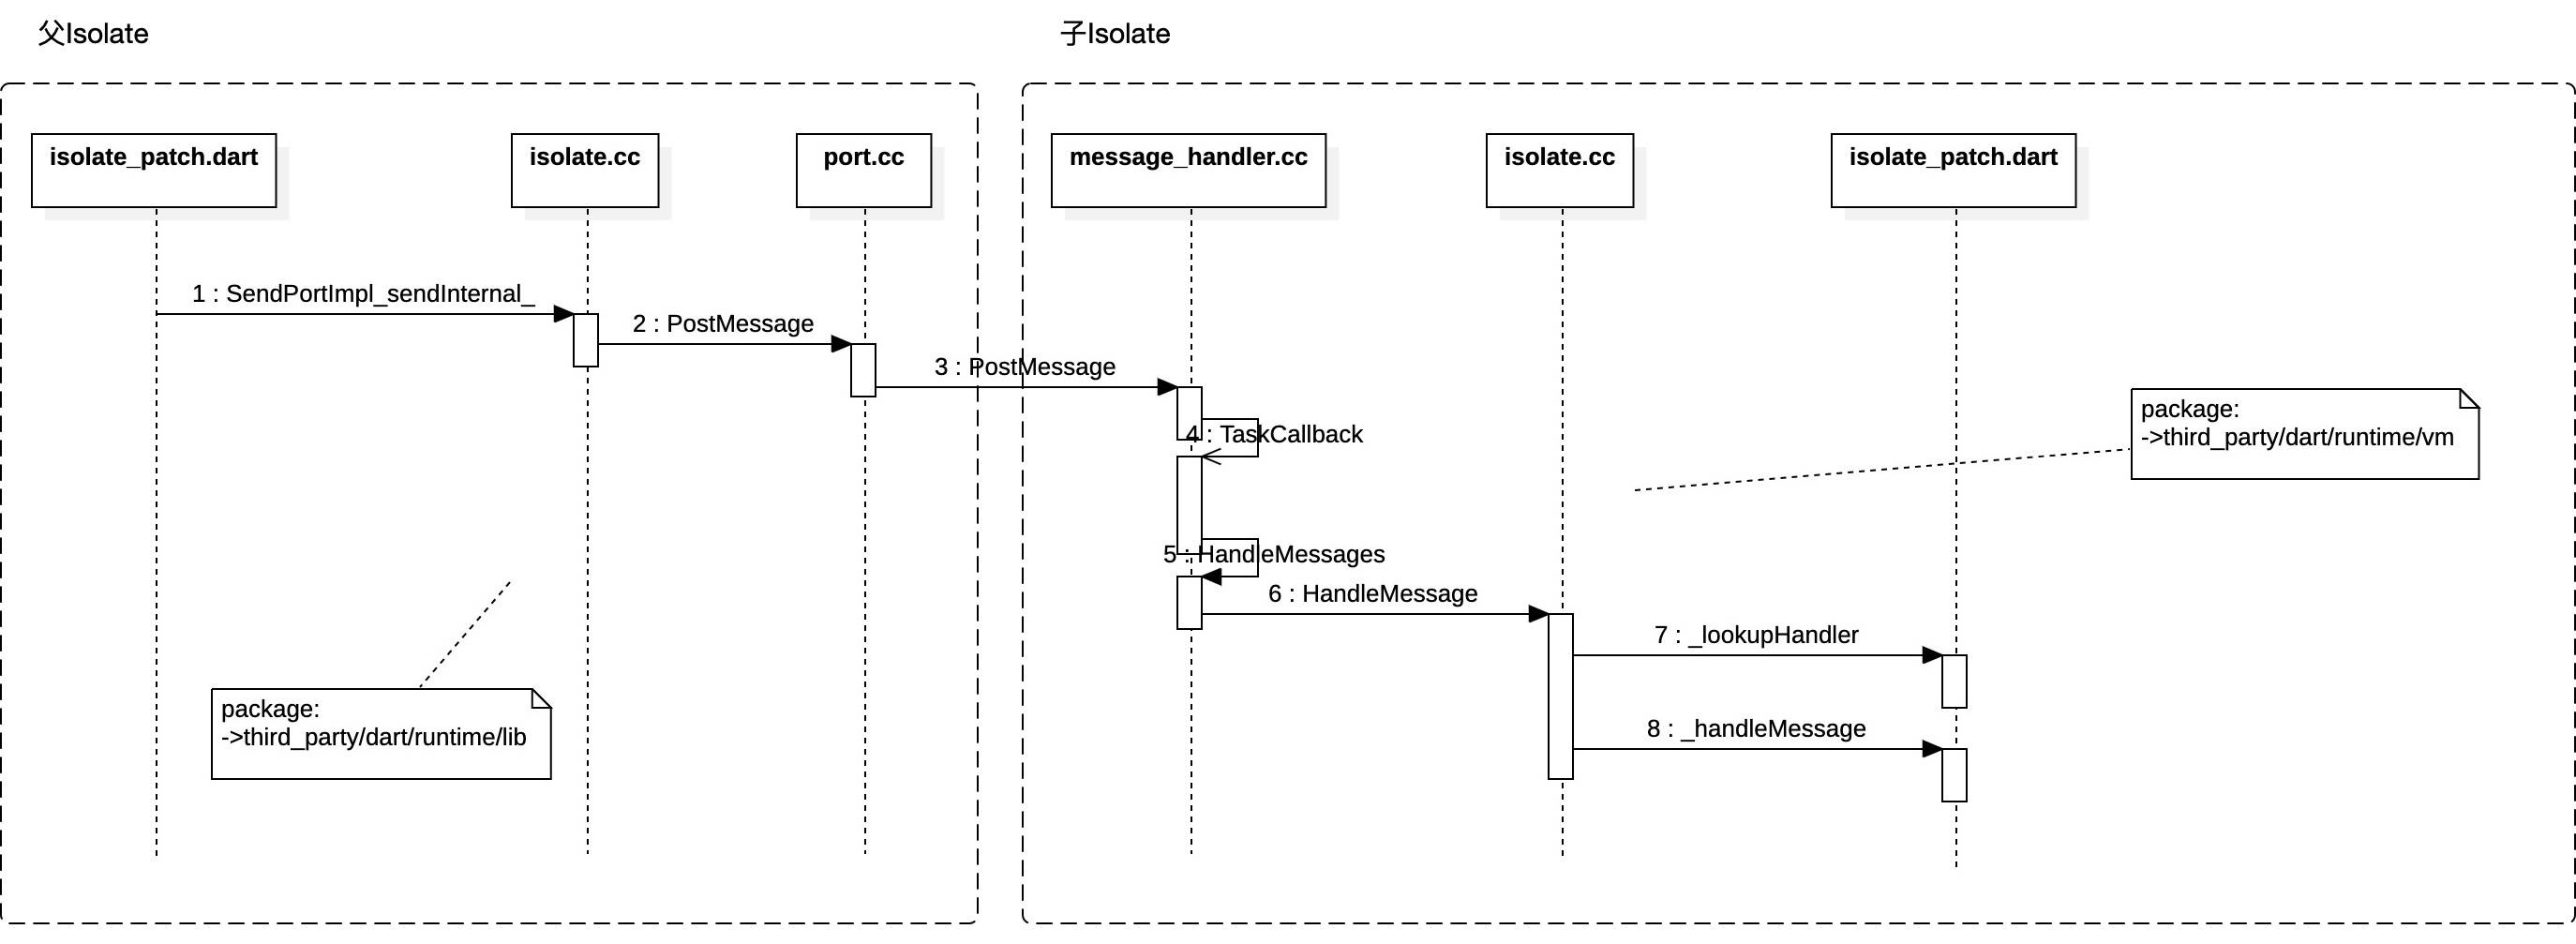 父Isolate
子Isolate
isolate_patch.dart
isolate.cc
port.cc
message_handler.cc
isolate.cc
isolate_patch.dart
1 : SendPortImpl_sendInternal_
2 : PostMessage
3 : PostMessage
4 : TaskCallback
5 : HandleMessages
6 : HandleMessage
7 : _lookupHandler
8 : _handleMessage
package:
->third_party/dart/runtime/vm
package:
->third_party/dart/runtime/lib